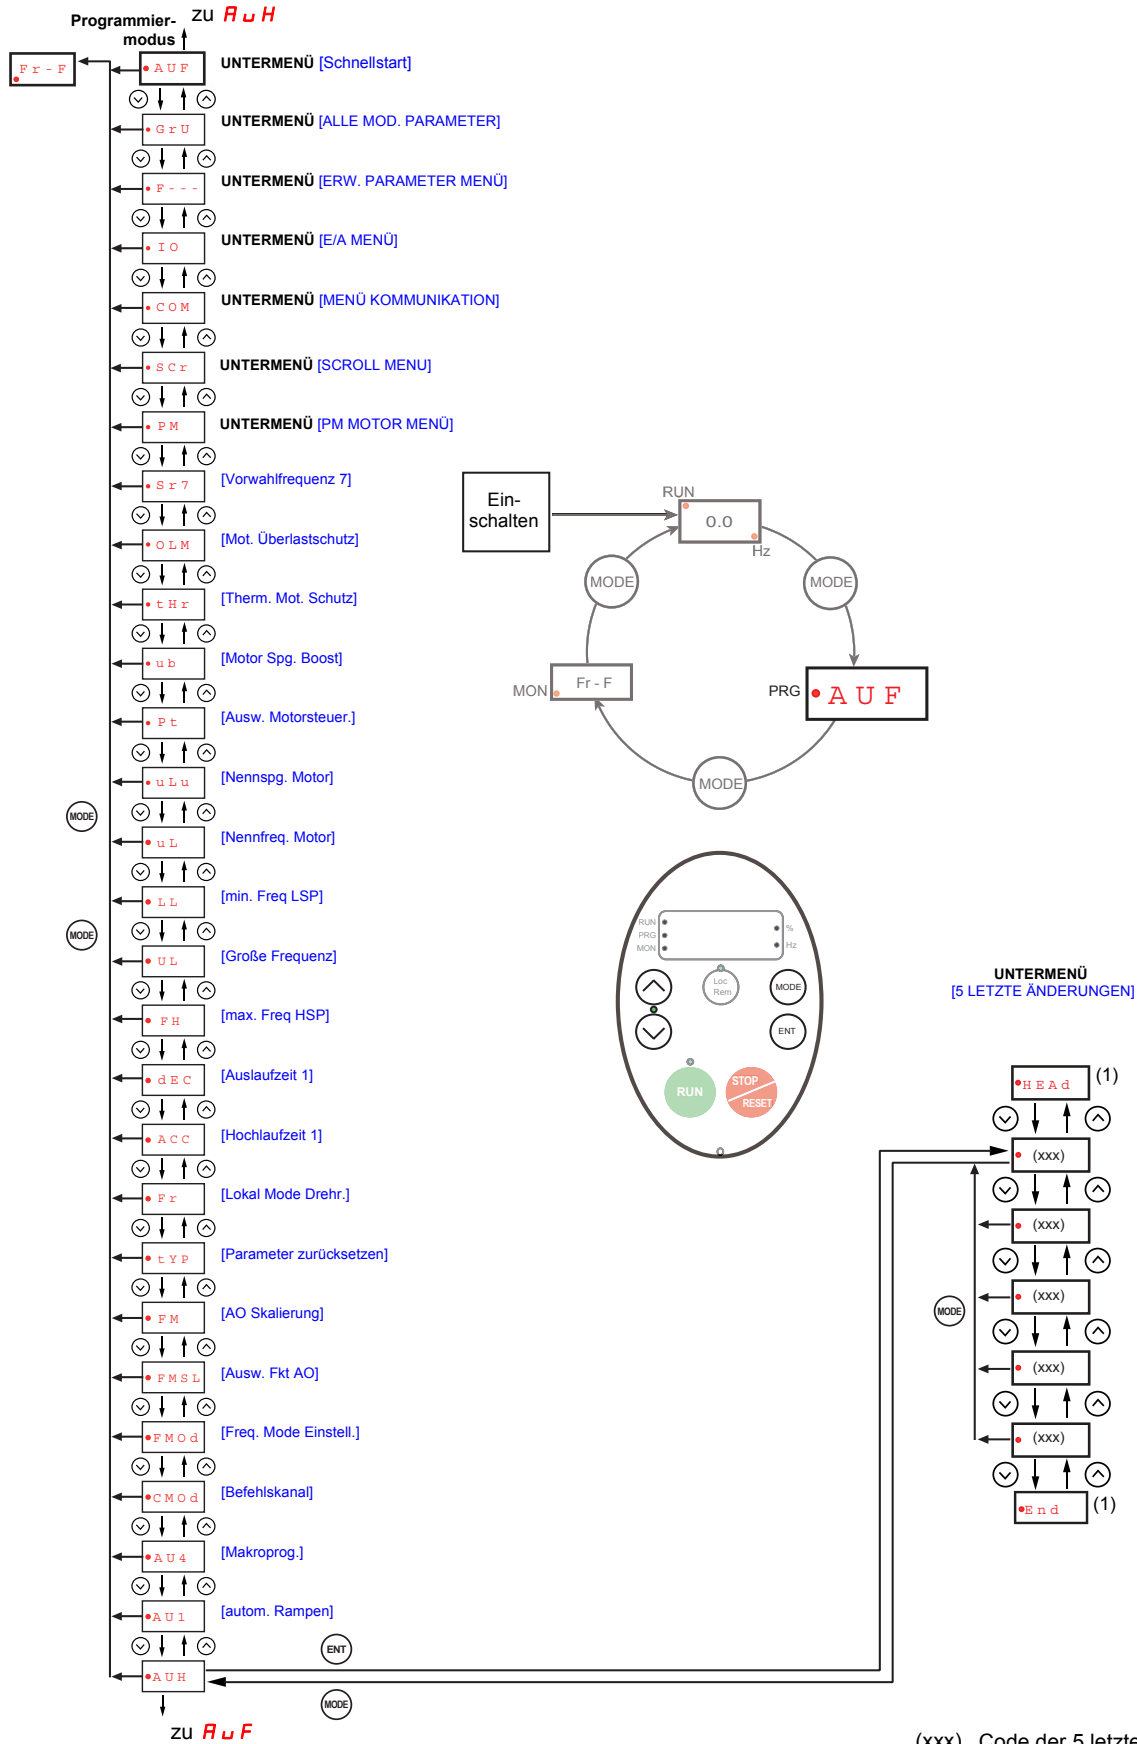 zu AuH
Programmier-
modus
Fr-F
AUF
UNTERMENÜ [Schnellstart]
GrU
UNTERMENÜ [ALLE MOD. PARAMETER]
F---
UNTERMENÜ [ERW. PARAMETER MENÜ]
IO
UNTERMENÜ [E/A MENÜ]
COM
UNTERMENÜ [MENÜ KOMMUNIKATION]
SCr
UNTERMENÜ [SCROLL MENU]
PM
UNTERMENÜ [PM MOTOR MENÜ]
Sr7
[Vorwahlfrequenz 7]
OLM
[Mot. Überlastschutz]
tHr
[Therm. Mot. Schutz]
ub
[Motor Spg. Boost]
Pt
[Ausw. Motorsteuer.]
uLu
[Nennspg. Motor]
MODE
uL
[Nennfreq. Motor]
LL
[min. Freq LSP]
MODE
UL
[Große Frequenz]
FH
[max. Freq HSP]
dEC
[Auslaufzeit 1]
ACC
[Hochlaufzeit 1]
Fr
[Lokal Mode Drehr.]
tYP
[Parameter zurücksetzen]
FM
[AO Skalierung]
FMSL
[Ausw. Fkt AO]
FMOd
[Freq. Mode Einstell.]
CMOd
[Befehlskanal]
AU4
[Makroprog.]
AU1
[autom. Rampen]
ENT
AUH
MODE
zu AuF
Ein-
schalten
RUN
0.0
Hz
MODE
MODE
MON
Fr - F
PRG
AUF
MODE
RUN
PRG
MON
%
Hz
Loc
Rem
MODE
ENT
RUN
STOP
RESET
UNTERMENÜ
[5 LETZTE ÄNDERUNGEN]
HEAd
(1)
(xxx)
(xxx)
(xxx)
MODE
(xxx)
(xxx)
End
(1)
(xxx) Code der 5 letzte